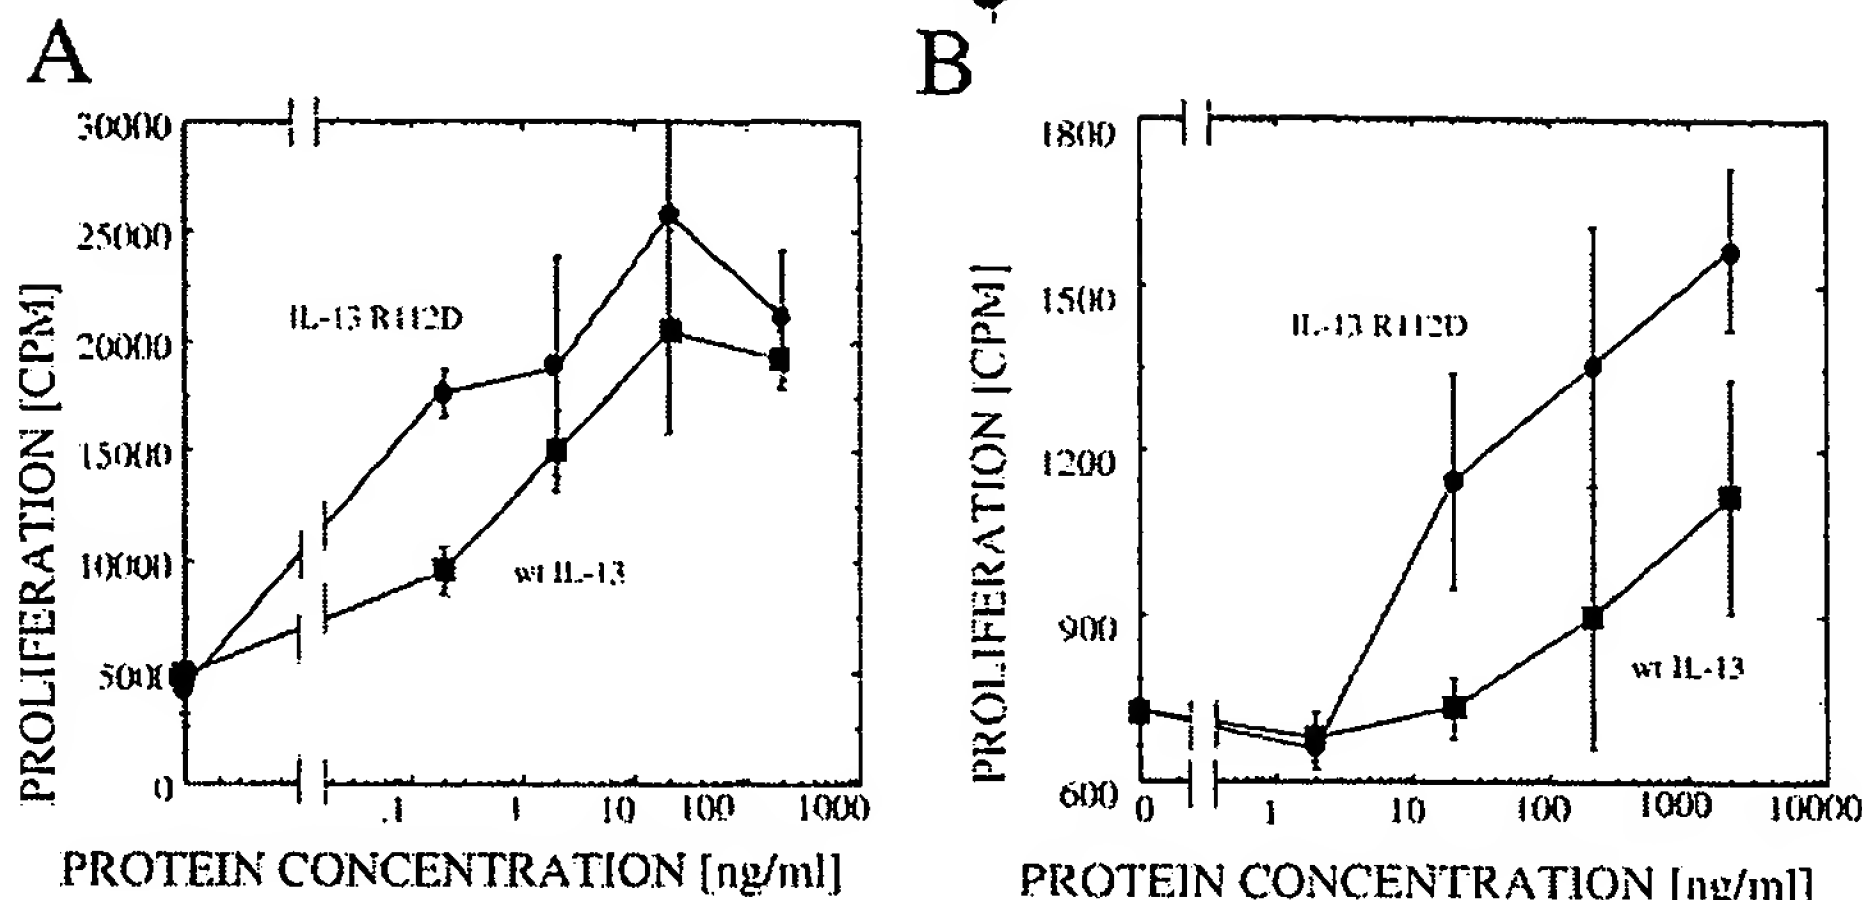 A
30000
25000
20000
15000
10000
5000
0
PROLIFERATION [CPM]
IL-13 R112D
wt IL-13
.1 1 10 100 1000
PROTEIN CONCENTRATION [ng/ml]
B
1800
1500
1200
900
600
PROLIFERATION [CPM]
IL-13 R112D
wt IL-13
0 1 10 100 1000 10000
PROTEIN CONCENTRATION [ng/ml]